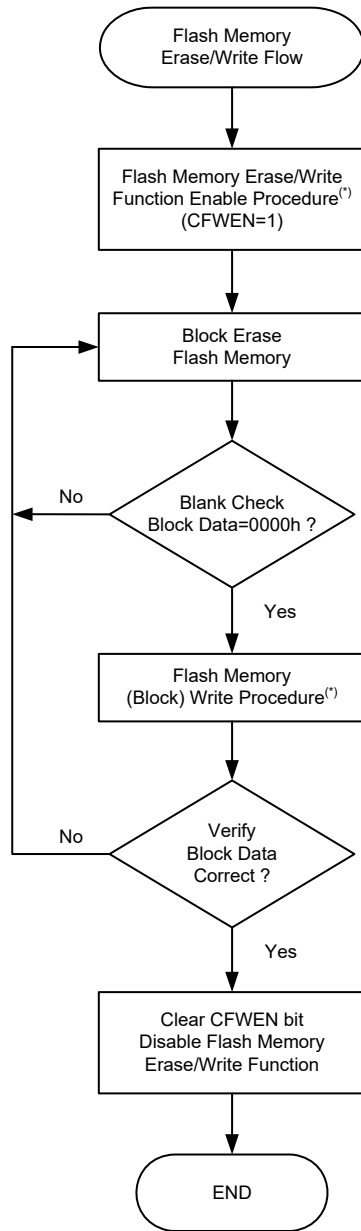 Flash Memory
Erase/Write Flow
Flash Memory Erase/Write
Function Enable Procedure(*)
(CFWEN=1)
Block Erase
Flash Memory
No
Blank Check
Block Data=0000h ?
Yes
Flash Memory
(Block) Write Procedure(*)
No
Verify
Block Data
Correct ?
Yes
Clear CFWEN bit
Disable Flash Memory
Erase/Write Function
END